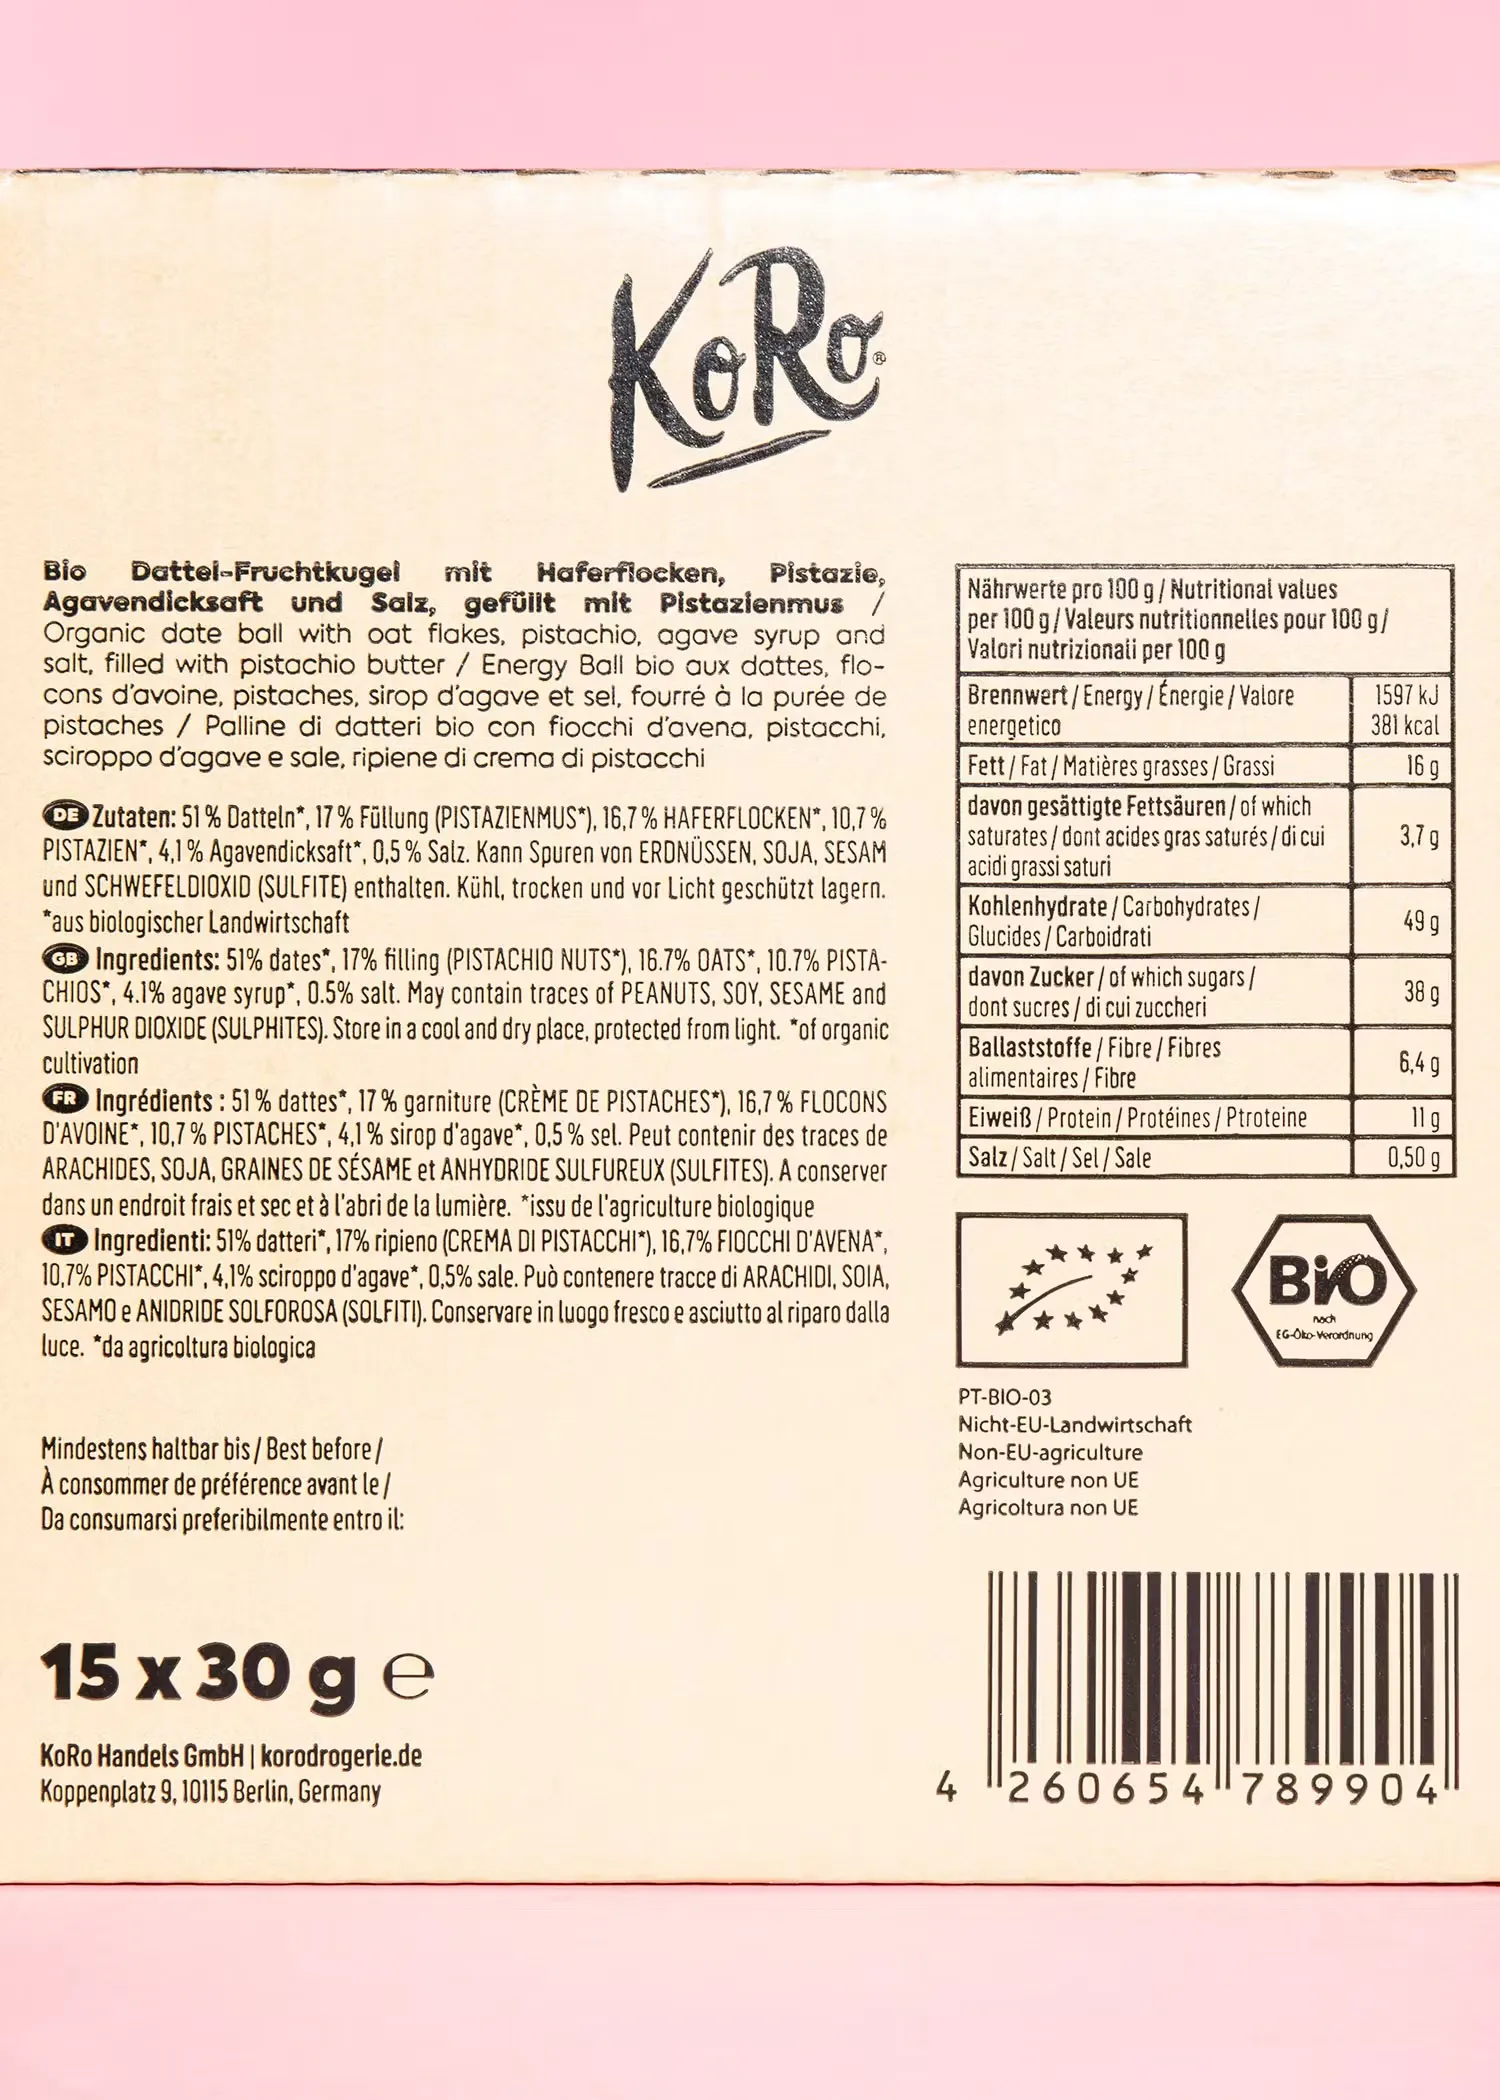 KoRo®
Bio Dattel-Fruchtkugel mit Haferflocken, Pistazie,
Agavendicksaft und Salz, gefüllt mit Pistazienmus /
Organic date ball with oat flakes, pistachio, agave syrup and
salt, filled with pistachio butter / Energy Ball bio aux dattes, flo-
cons d'avoine, pistaches, sirop d'agave et sel, fourré à la purée de
pistaches / Palline di datteri bio con fiocchi d'avena, pistacchi,
sciroppo d'agave e sale, ripiene di crema di pistacchi
DE Zutaten: 51 % Datteln*, 17 % Füllung (PISTAZIENMUS*), 16,7 % HAFERFLOCKEN*, 10,7 %
PISTAZIEN*, 4,1 % Agavendicksaft*, 0,5 % Salz. Kann Spuren von ERDNÜSSEN, SOJA, SESAM
und SCHWEFELDIOXID (SULFITE) enthalten. Kühl, trocken und vor Licht geschützt lagern.
*aus biologischer Landwirtschaft
GB Ingredients: 51% dates*, 17% filling (PISTACHIO NUTS*), 16.7% OATS*, 10.7% PISTA-
CHIOS*, 4.1% agave syrup*, 0.5% salt. May contain traces of PEANUTS, SOY, SESAME and
SULPHUR DIOXIDE (SULPHITES). Store in a cool and dry place, protected from light. *of organic
cultivation
FR Ingrédients : 51 % dattes*, 17 % garniture (CRÈME DE PISTACHES*), 16,7 % FLOCONS
D'AVOINE*, 10,7 % PISTACHES*, 4,1 % sirop d'agave*, 0,5 % sel. Peut contenir des traces de
ARACHIDES, SOJA, GRAINES DE SÉSAME et ANHYDRIDE SULFUREUX (SULFITES). A conserver
dans un endroit frais et sec et à l'abri de la lumière. *issu de l'agriculture biologique
IT Ingredienti: 51% datteri*, 17% ripieno (CREMA DI PISTACCHI*), 16,7% FIOCCHI D'AVENA*,
10,7% PISTACCHI*, 4,1% sciroppo d'agave*, 0,5% sale. Può contenere tracce di ARACHIDI, SOIA,
SESAMO e ANIDRIDE SOLFOROSA (SOLFITI). Conservare in luogo fresco e asciutto al riparo dalla
luce. *da agricoltura biologica
Mindestens haltbar bis / Best before /
À consommer de préférence avant le /
Da consumarsi preferibilmente entro il:
15 x 30 g ℮
KoRo Handels GmbH | korodrogerie.de
Koppenplatz 9, 10115 Berlin, Germany
Nährwerte pro 100 g / Nutritional values
per 100 g / Valeurs nutritionnelles pour 100 g /
Valori nutrizionali per 100 g
Brennwert / Energy / Énergie / Valore
energetico
1597 kJ
381 kcal
Fett / Fat / Matières grasses / Grassi 16 g
davon gesättigte Fettsäuren / of which
saturates / dont acides gras saturés / di cui
acidi grassi saturi
3,7 g
Kohlenhydrate / Carbohydrates /
Glucides / Carboidrati
49 g
davon Zucker / of which sugars /
dont sucres / di cui zuccheri
38 g
Ballaststoffe / Fibre / Fibres
alimentaires / Fibre
6,4 g
Eiweiß / Protein / Protéines / Ptroteine 11 g
Salz / Salt / Sel / Sale 0,50 g
BiO
nach
EG-Öko-Verordnung
PT-BIO-03
Nicht-EU-Landwirtschaft
Non-EU-agriculture
Agriculture non UE
Agricoltura non UE
4 260654 789904